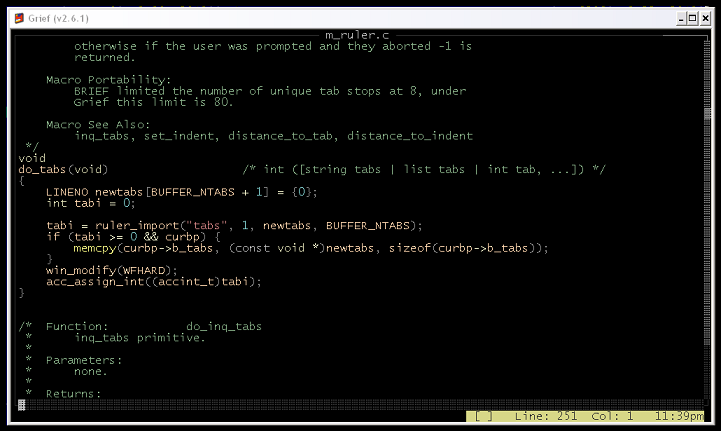 Grief (v2.6.1)
m_ruler.c
otherwise if the user was prompted and they aborted -1 is
returned.
Macro Portability:
BRIEF limited the number of unique tab stops at 8, under
Grief this limit is 80.
Macro See Also:
inq_tabs, set_indent, distance_to_tab, distance_to_indent
*/
void
do_tabs(void) /* int ([string tabs | list tabs | int tab, ...]) */
{
LINENO newtabs[BUFFER_NTABS + 1] = {0};
int tabi = 0;
tabi = ruler_import("tabs", 1, newtabs, BUFFER_NTABS);
if (tabi >= 0 && curbp) {
memcpy(curbp->b_tabs, (const void *)newtabs, sizeof(curbp->b_tabs));
}
win_modify(WFHARD);
acc_assign_int((accint_t)tabi);
}
/* Function: do_inq_tabs
* inq_tabs primitive.
*
* Parameters:
* none.
*
* Returns:
[ ] Line: 251 Col: 1 11:39pm